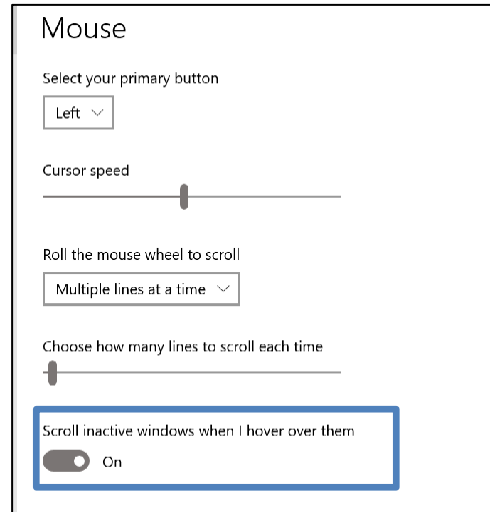 Mouse
Select your primary button
Left
Cursor speed
Roll the mouse wheel to scroll
Multiple lines at a time
Choose how many lines to scroll each time
Scroll inactive windows when I hover over them
On